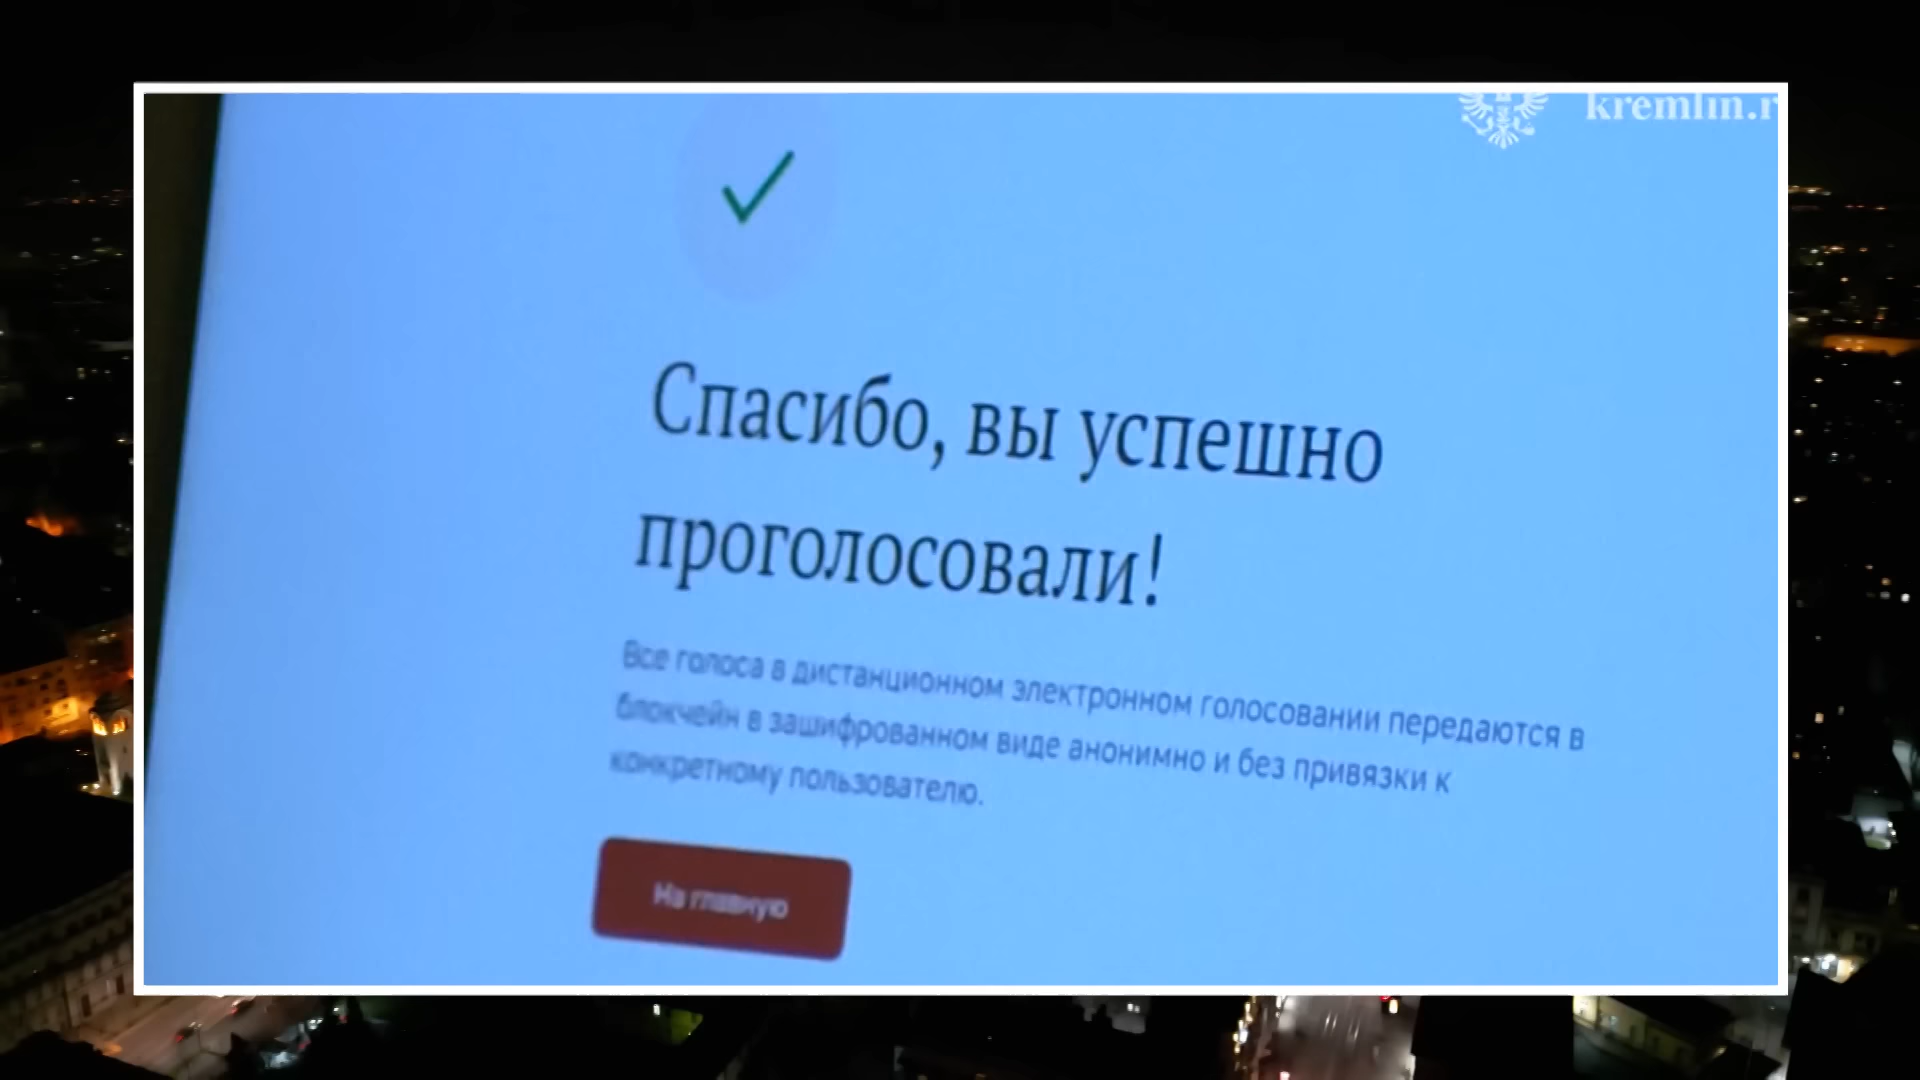 kremlin.r
Спасибо, вы успешно
проголосовали!
Все голоса в дистанционном электронном голосовании передаются в
блокчейн в зашифрованном виде анонимно и без привязки к
конкретному пользователю.
На главную